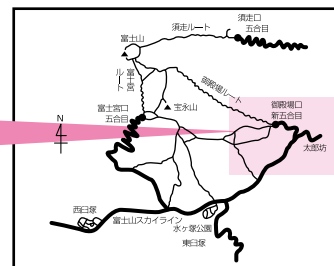 須走口
五合目
須走ルート
富士山
富士宮ルート
御殿場ルート
宝永山
富士宮口
五合目
御殿場口
新五合目
太郎坊
N
西臼塚
富士山スカイライン
水ヶ塚公園
東臼塚